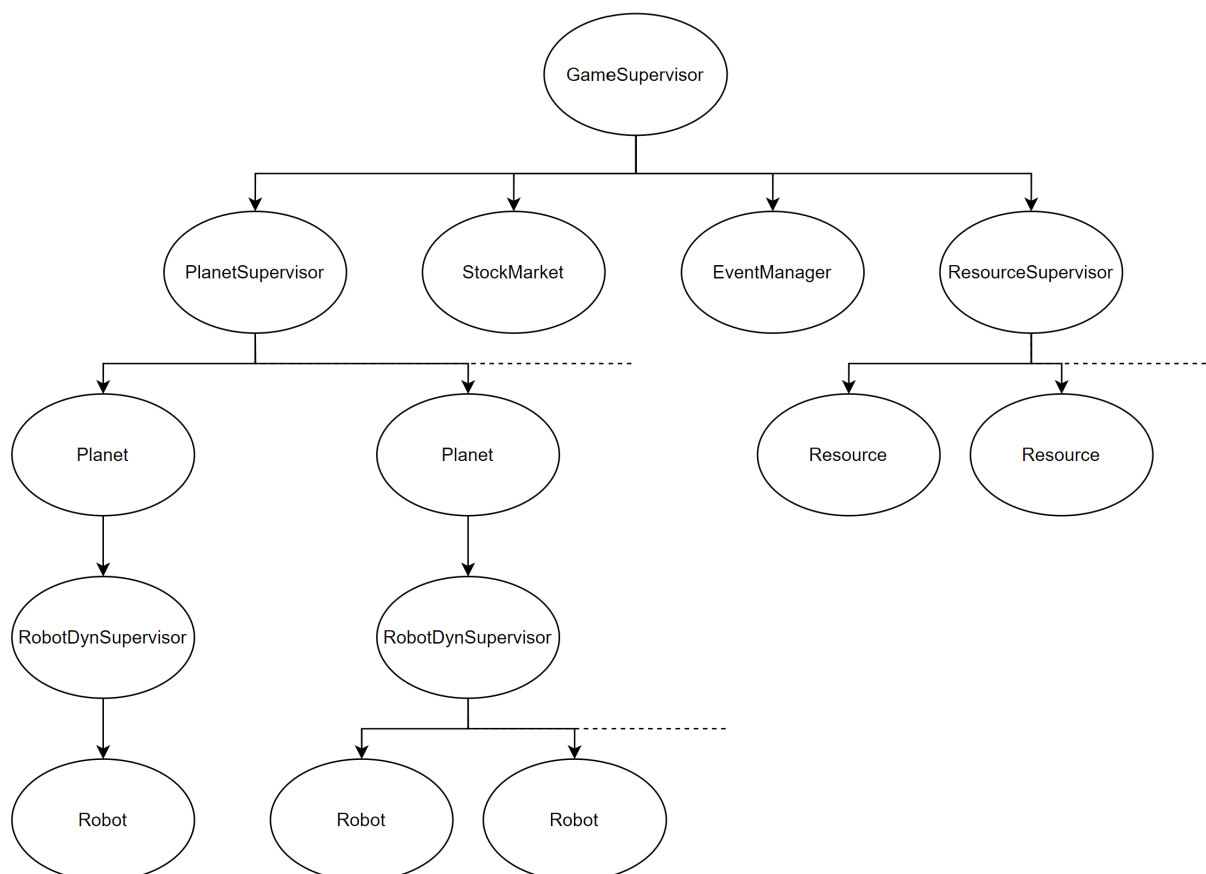 GameSupervisor
PlanetSupervisor
StockMarket
EventManager
ResourceSupervisor
Planet
Planet
Resource
Resource
RobotDynSupervisor
RobotDynSupervisor
Robot
Robot
Robot